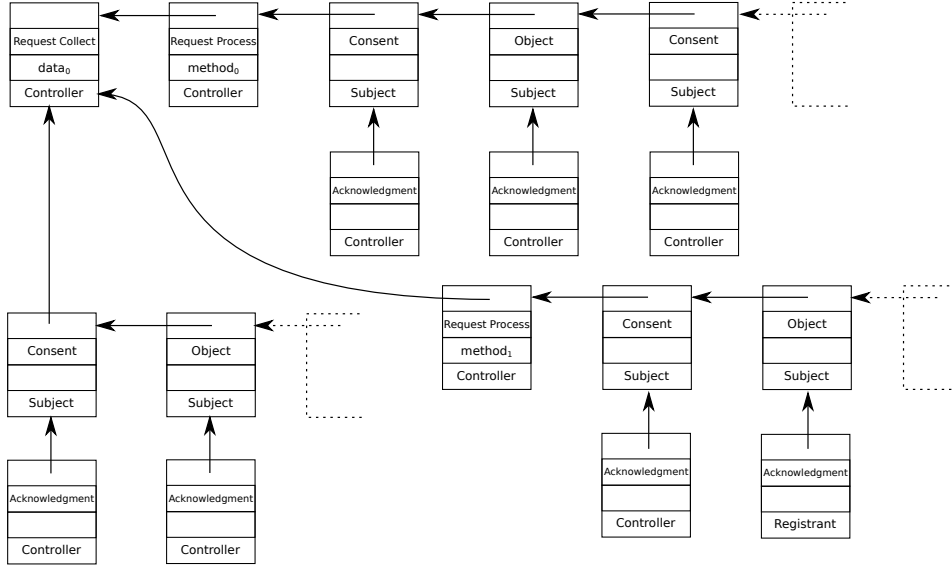 Request Collect
data₀
Controller
Request Process
method₀
Controller
Consent
Subject
Object
Subject
Consent
Subject
Acknowledgment
Controller
Acknowledgment
Controller
Acknowledgment
Controller
Request Process
method₁
Controller
Consent
Subject
Object
Subject
Consent
Subject
Object
Subject
Acknowledgment
Controller
Acknowledgment
Registrant
Acknowledgment
Controller
Acknowledgment
Controller